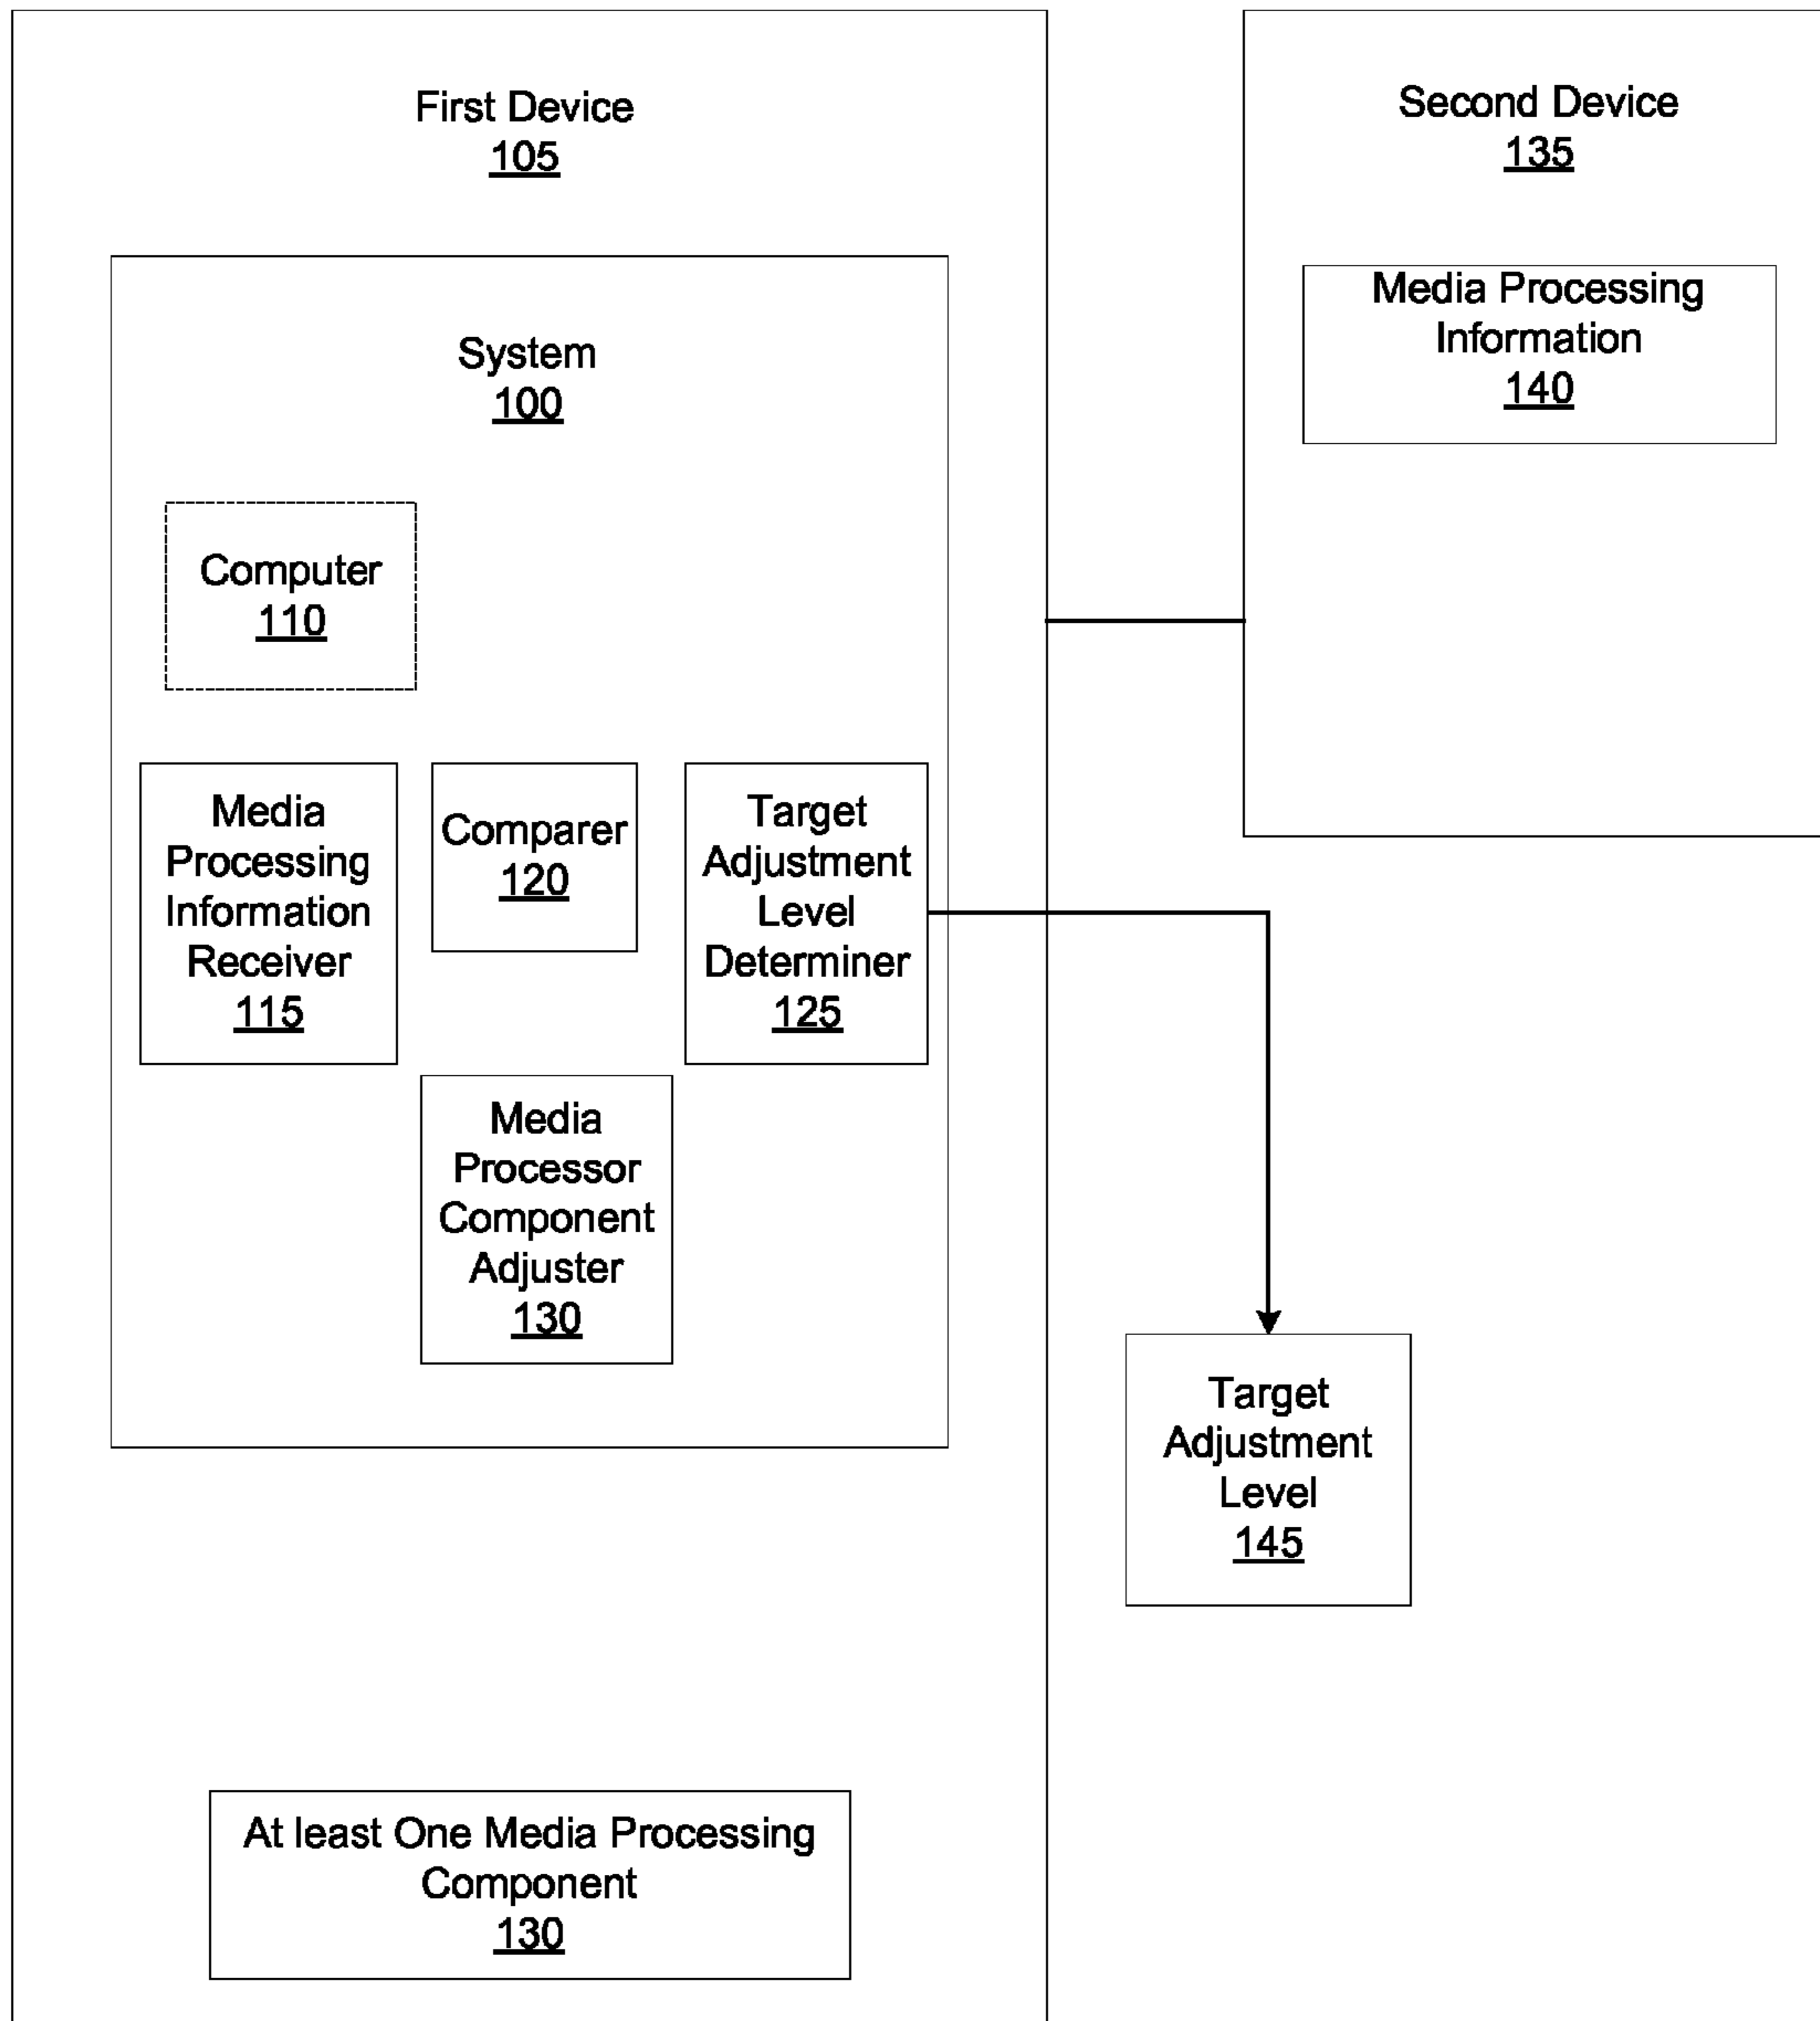 First Device
105
System
100
Computer
110
Media
Processing
Information
Receiver
115
Comparer
120
Target
Adjustment
Level
Determiner
125
Media
Processor
Component
Adjuster
130
At least One Media Processing
Component
130
Second Device
135
Media Processing
Information
140
Target
Adjustment
Level
145